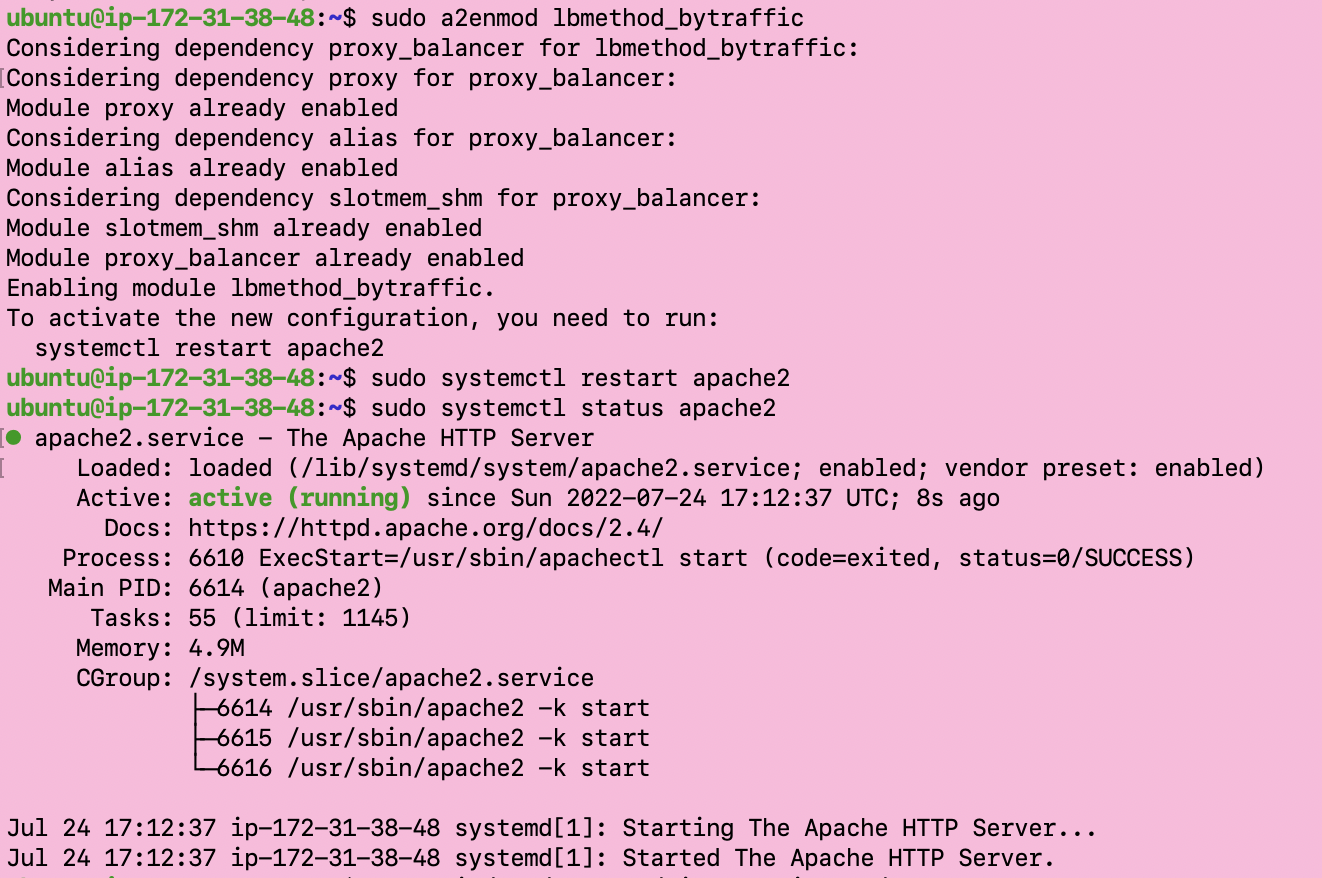 ubuntu@ip-172-31-38-48:~$ sudo a2enmod lbmethod_bytraffic
Considering dependency proxy_balancer for lbmethod_bytraffic:
[Considering dependency proxy for proxy_balancer:
Module proxy already enabled
Considering dependency alias for proxy_balancer:
Module alias already enabled
Considering dependency slotmem_shm for proxy_balancer:
Module slotmem_shm already enabled
Module proxy_balancer already enabled
Enabling module lbmethod_bytraffic.
To activate the new configuration, you need to run:
  systemctl restart apache2
ubuntu@ip-172-31-38-48:~$ sudo systemctl restart apache2
ubuntu@ip-172-31-38-48:~$ sudo systemctl status apache2
[● apache2.service - The Apache HTTP Server
[    Loaded: loaded (/lib/systemd/system/apache2.service; enabled; vendor preset: enabled)
     Active: active (running) since Sun 2022-07-24 17:12:37 UTC; 8s ago
       Docs: https://httpd.apache.org/docs/2.4/
    Process: 6610 ExecStart=/usr/sbin/apachectl start (code=exited, status=0/SUCCESS)
   Main PID: 6614 (apache2)
      Tasks: 55 (limit: 1145)
     Memory: 4.9M
     CGroup: /system.slice/apache2.service
             ├─6614 /usr/sbin/apache2 -k start
             ├─6615 /usr/sbin/apache2 -k start
             └─6616 /usr/sbin/apache2 -k start
Jul 24 17:12:37 ip-172-31-38-48 systemd[1]: Starting The Apache HTTP Server...
Jul 24 17:12:37 ip-172-31-38-48 systemd[1]: Started The Apache HTTP Server.